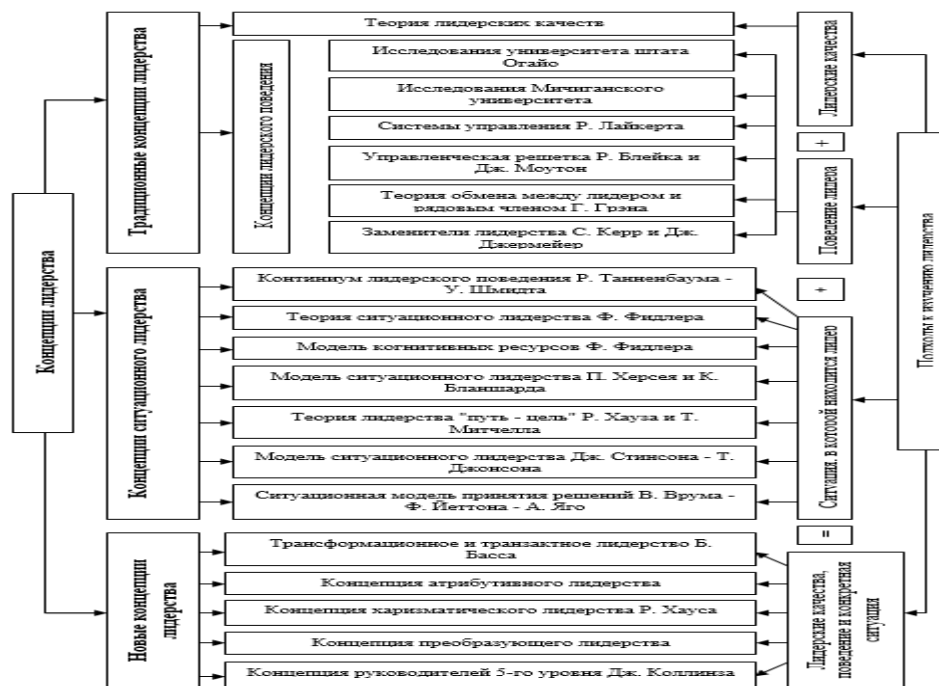 Концепции лидерства
Традиционные концепции лидерства
Теория лидерских качеств
Концепции лидерского поведения
Исследования университета штата
Огайо
Исследования Мичиганского
университета
Системы управления Р. Лайкерта
Управленческая решетка Р. Блейка и
Дж. Моутон
Теория обмена между лидером и
рядовым членом Г. Грэна
Заменители лидерства С. Керр и Дж.
Джермейер
Концепции ситуационного лидерства
Континиум лидерского поведения Р. Танненбаума -
У. Шмидта
Теория ситуационного лидерства Ф. Фидлера
Модель когнитивных ресурсов Ф. Фидлера
Модель ситуационного лидерства П. Херсея и К.
Бланшарда
Теория лидерства "путь - цель" Р. Хауза и Т.
Митчелла
Модель ситуационного лидерства Дж. Стинсона - Т.
Джонсона
Ситуационная модель принятия решений В. Врума -
Ф. Йеттона - А. Яго
Новые концепции
лидерства
Трансформационное и транзактное лидерство Б.
Басса
Концепция атрибутивного лидерства
Концепция харизматического лидерства Р. Хауса
Концепция преобразующего лидерства
Концепция руководителей 5-го уровня Дж. Коллинза
Лидерские качества
+
Поведение лидера
+
Ситуация, в которой находится лидер
=
Лидерские качества,
поведение и конкретная
ситуация
Подходы к изучению лидерства